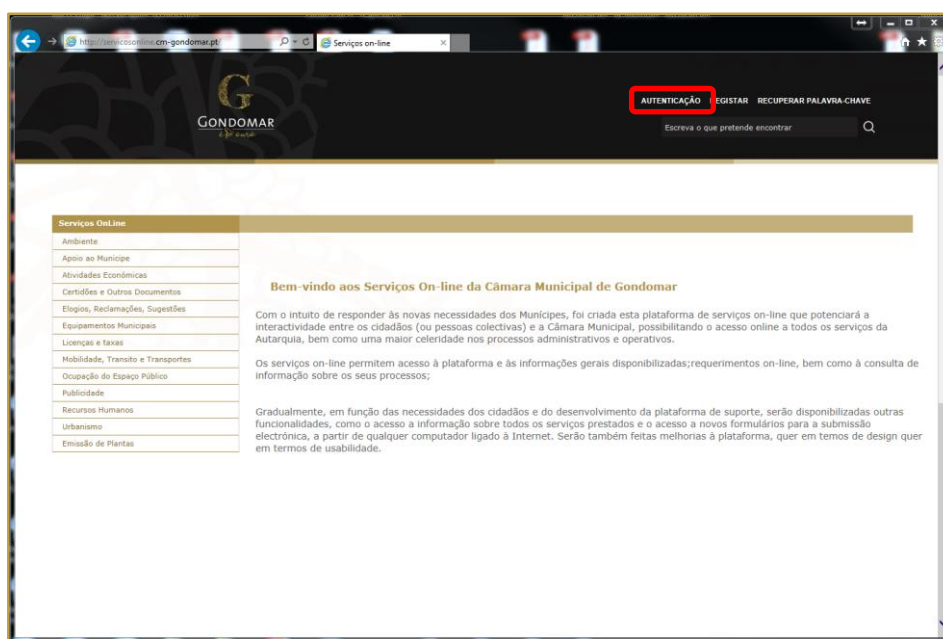 http://servicosonline.cm-gondomar.pt/
Serviços on-line
G
GONDOMAR
é d'ouro
AUTENTICAÇÃO REGISTAR RECUPERAR PALAVRA-CHAVE
Escreva o que pretende encontrar
Serviços OnLine
Ambiente
Apoio ao Municipe
Atividades Económicas
Certidões e Outros Documentos
Elogios, Reclamações, Sugestões
Equipamentos Municipais
Licenças e taxas
Mobilidade, Transito e Transportes
Ocupação do Espaço Público
Publicidade
Recursos Humanos
Urbanismo
Emissão de Plantas
Bem-vindo aos Serviços On-line da Câmara Municipal de Gondomar
Com o intuito de responder às novas necessidades dos Munícipes, foi criada esta plataforma de serviços on-line que potenciará a
interactividade entre os cidadãos (ou pessoas colectivas) e a Câmara Municipal, possibilitando o acesso online a todos os serviços da
Autarquia, bem como uma maior celeridade nos processos administrativos e operativos.
Os serviços on-line permitem acesso à plataforma e às informações gerais disponibilizadas;requerimentos on-line, bem como à consulta de
informação sobre os seus processos;
Gradualmente, em função das necessidades dos cidadãos e do desenvolvimento da plataforma de suporte, serão disponibilizadas outras
funcionalidades, como o acesso a informação sobre todos os serviços prestados e o acesso a novos formulários para a submissão
electrónica, a partir de qualquer computador ligado à Internet. Serão também feitas melhorias à plataforma, quer em temos de design quer
em termos de usabilidade.